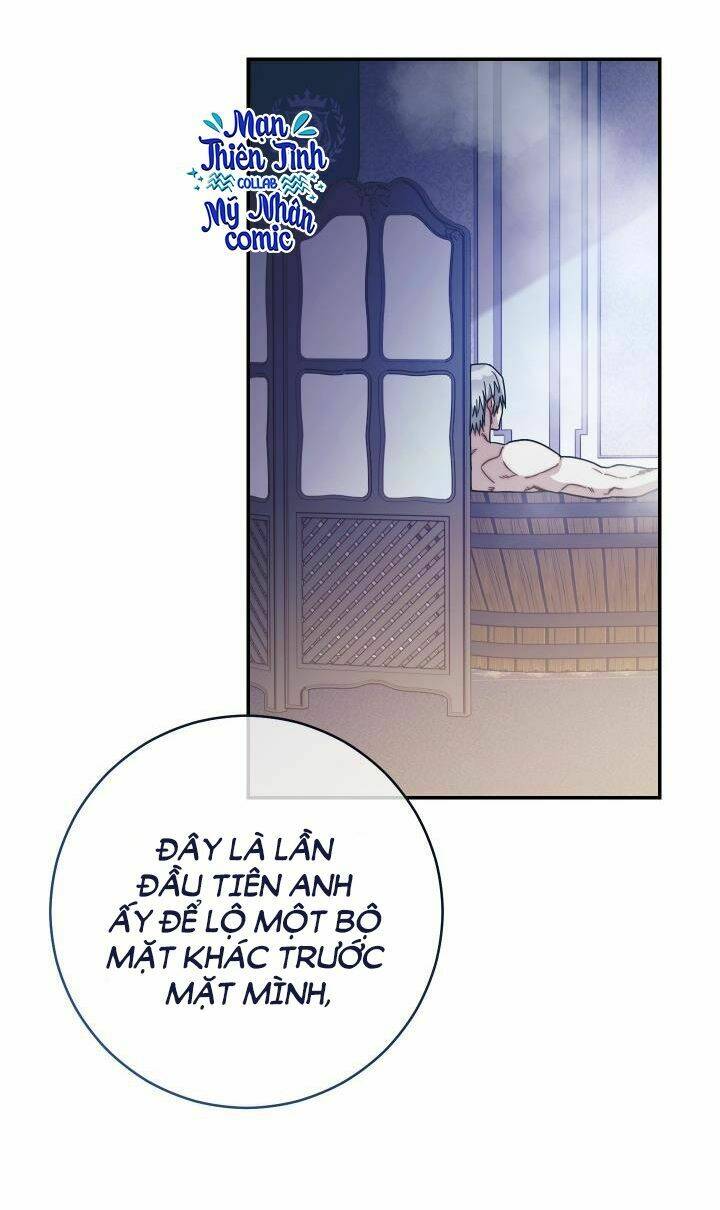 Mạn
Thiên Tình
COLLAB
Mỹ Nhân
comic
ĐÂY LÀ LẦN
ĐẦU TIÊN ANH
ẤY ĐỂ LỘ MỘT BỘ
MẶT KHÁC TRƯỚC
MẶT MÌNH,